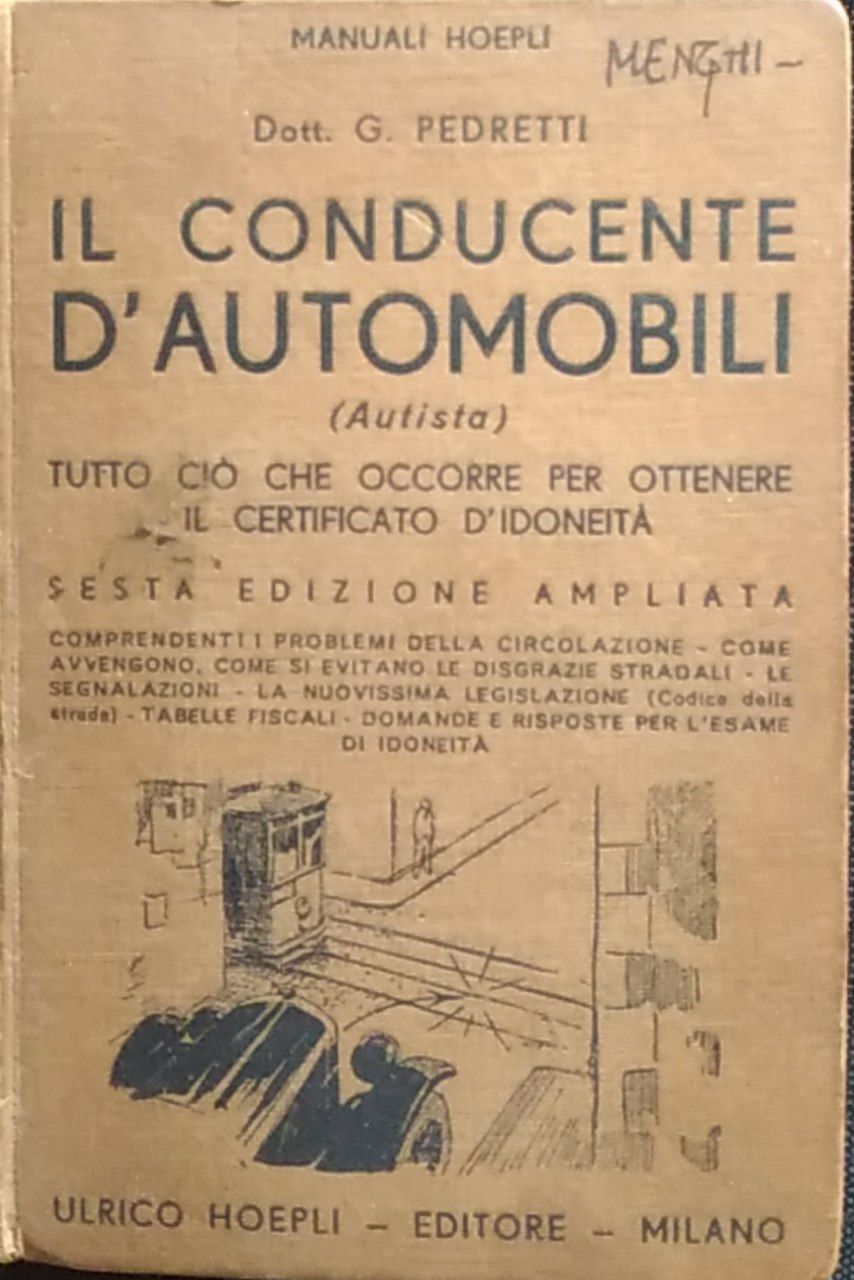 MANUALI HOEPLI
MENGHI -
Dott. G. PEDRETTI
IL CONDUCENTE
D'AUTOMOBILI
(Autista)
TUTTO CIÒ CHE OCCORRE PER OTTENERE
IL CERTIFICATO D'IDONEITÀ
SESTA EDIZIONE AMPLIATA
COMPRENDENTI I PROBLEMI DELLA CIRCOLAZIONE - COME
AVVENGONO, COME SI EVITANO LE DISGRAZIE STRADALI - LE
SEGNALAZIONI - LA NUOVISSIMA LEGISLAZIONE (Codice della
strada) - TABELLE FISCALI - DOMANDE E RISPOSTE PER L'ESAME
DI IDONEITÀ
ULRICO HOEPLI - EDITORE - MILANO